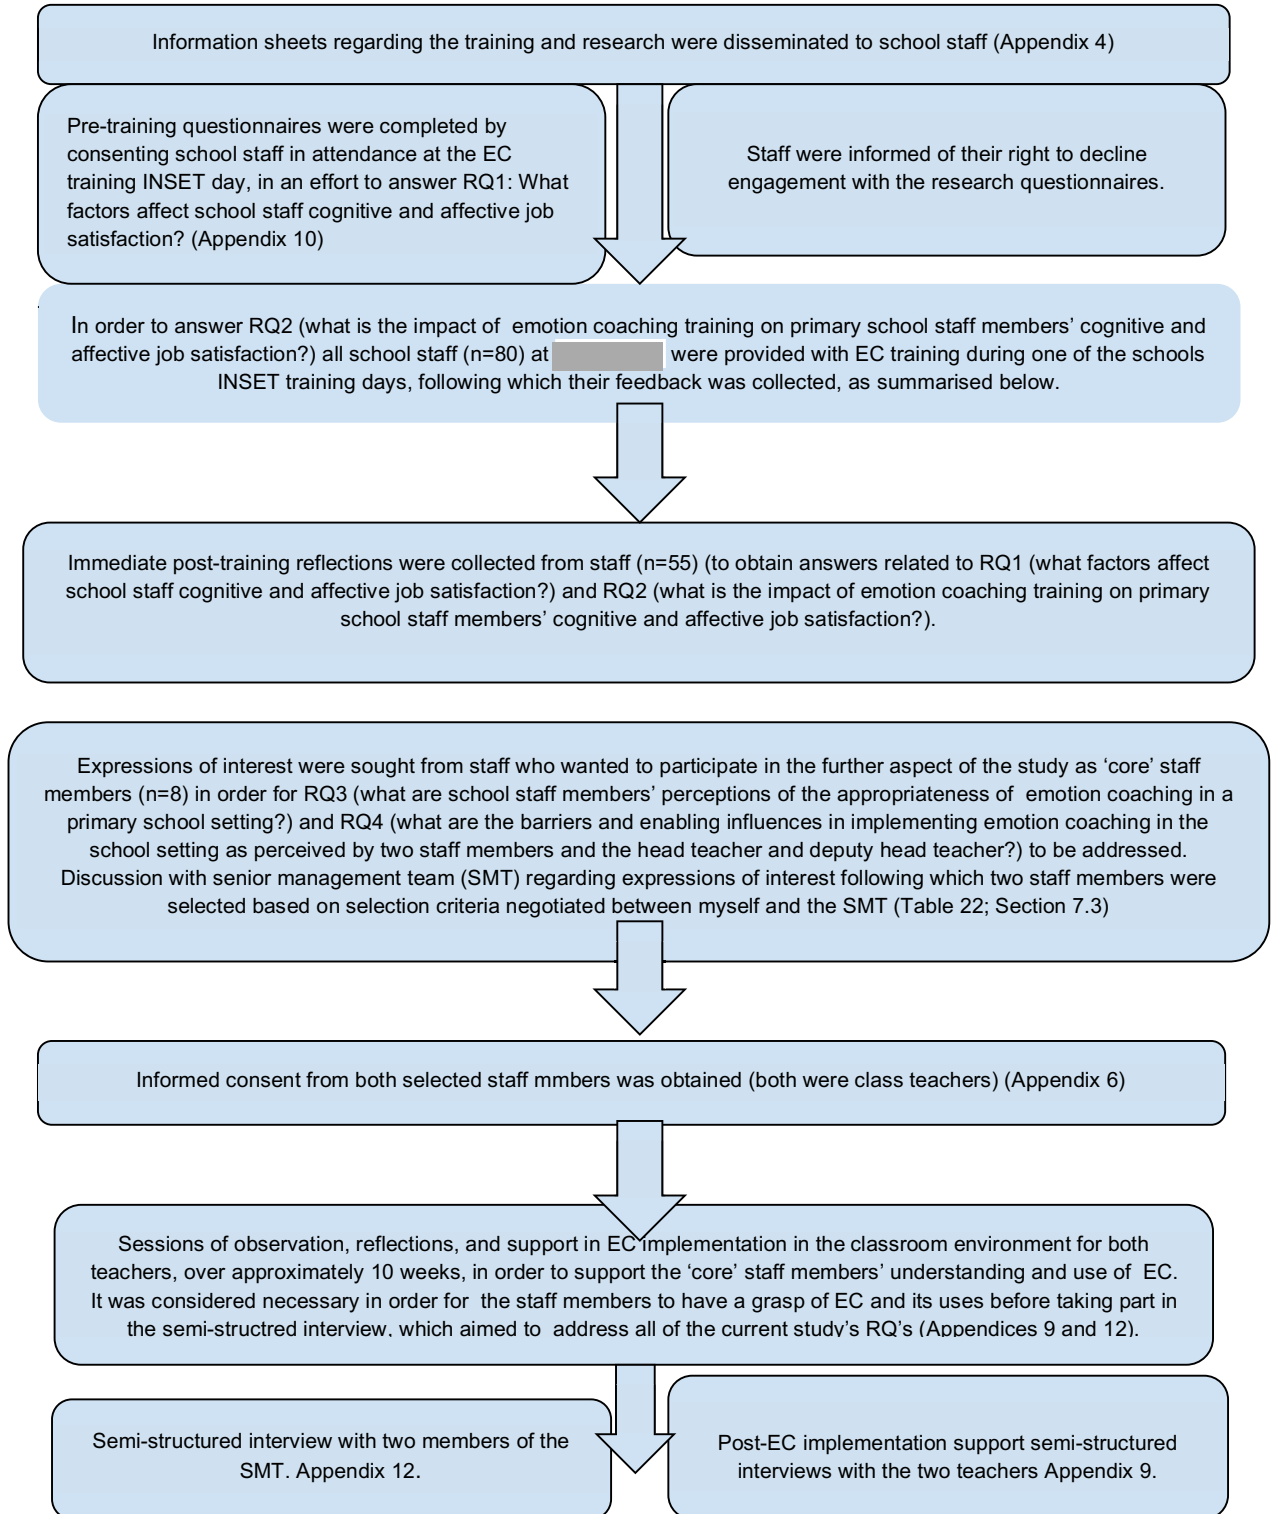 Information sheets regarding the training and research were disseminated to school staff (Appendix 4)
Pre-training questionnaires were completed by
consenting school staff in attendance at the EC
training INSET day, in an effort to answer RQ1: What
factors affect school staff cognitive and affective job
satisfaction? (Appendix 10)
Staff were informed of their right to decline
engagement with the research questionnaires.
In order to answer RQ2 (what is the impact of emotion coaching training on primary school staff members’ cognitive and
affective job satisfaction?) all school staff (n=80) at were provided with EC training during one of the schools
INSET training days, following which their feedback was collected, as summarised below.
Immediate post-training reflections were collected from staff (n=55) (to obtain answers related to RQ1 (what factors affect
school staff cognitive and affective job satisfaction?) and RQ2 (what is the impact of emotion coaching training on primary
school staff members’ cognitive and affective job satisfaction?).
Expressions of interest were sought from staff who wanted to participate in the further aspect of the study as ‘core’ staff
members (n=8) in order for RQ3 (what are school staff members’ perceptions of the appropriateness of emotion coaching in a
primary school setting?) and RQ4 (what are the barriers and enabling influences in implementing emotion coaching in the
school setting as perceived by two staff members and the head teacher and deputy head teacher?) to be addressed.
Discussion with senior management team (SMT) regarding expressions of interest following which two staff members were
selected based on selection criteria negotiated between myself and the SMT (Table 22; Section 7.3)
Informed consent from both selected staff mmbers was obtained (both were class teachers) (Appendix 6)
Sessions of observation, reflections, and support in EC implementation in the classroom environment for both
teachers, over approximately 10 weeks, in order to support the ‘core’ staff members’ understanding and use of EC.
It was considered necessary in order for the staff members to have a grasp of EC and its uses before taking part in
the semi-structred interview, which aimed to address all of the current study’s RQ’s (Appendices 9 and 12).
Semi-structured interview with two members of the
SMT. Appendix 12.
Post-EC implementation support semi-structured
interviews with the two teachers Appendix 9.